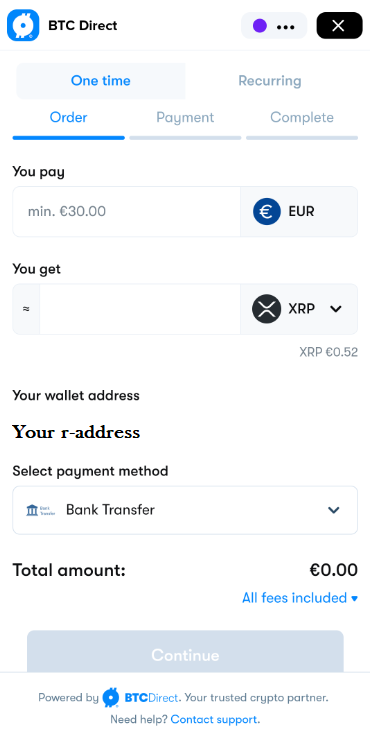 BTC Direct
One time Recurring
Order Payment Complete
You pay
min. €30.00 EUR
You get
≈ XRP
XRP €0.52
Your wallet address
Your r-address
Select payment method
Bank Transfer Bank Transfer
Total amount: €0.00
All fees included
Continue
Powered by BTCDirect. Your trusted crypto partner.
Need help? Contact support.